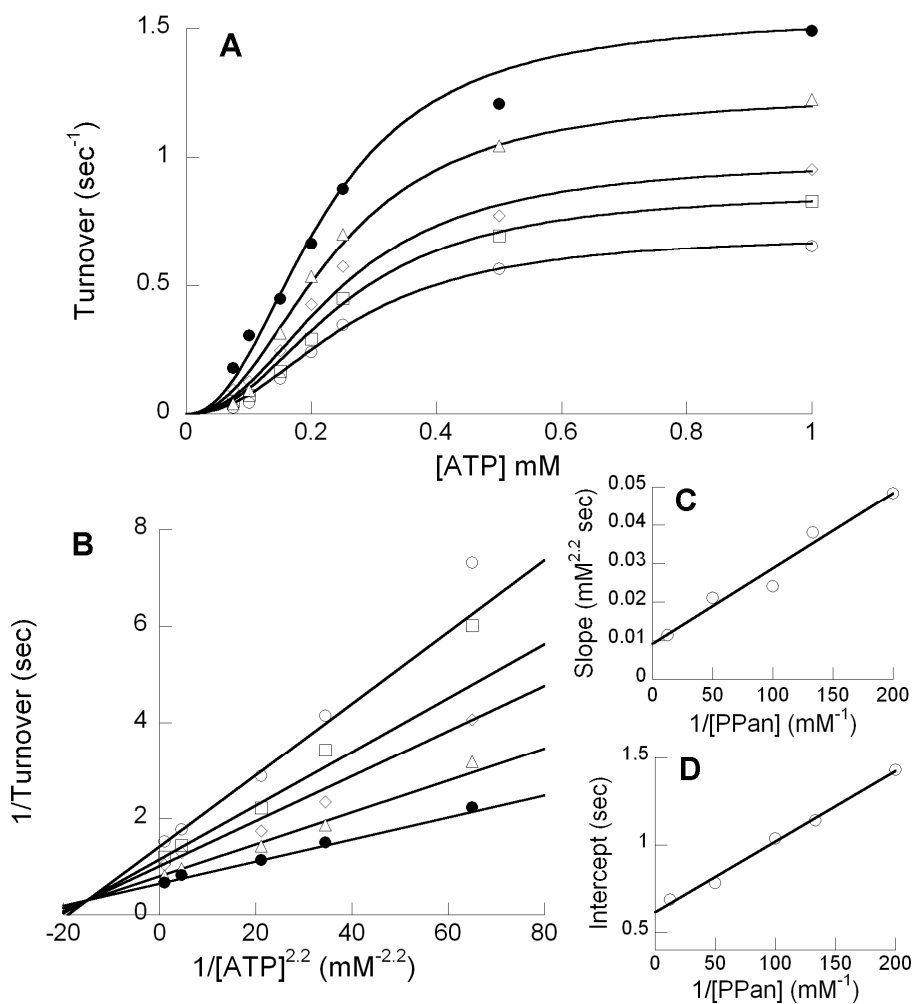 A
1.5
1
0.5
0
Turnover (sec⁻¹)
0 0.2 0.4 0.6 0.8 1
[ATP] mM
B
8
6
4
2
0
1/Turnover (sec)
-20 0 20 40 60 80
1/[ATP]²·² (mM⁻²·²)
C
0.05
0.04
0.03
0.02
0.01
0
Slope (mM²·² sec)
0 50 100 150 200
1/[PPan] (mM⁻¹)
D
1.5
1
0.5
Intercept (sec)
0 50 100 150 200
1/[PPan] (mM⁻¹)